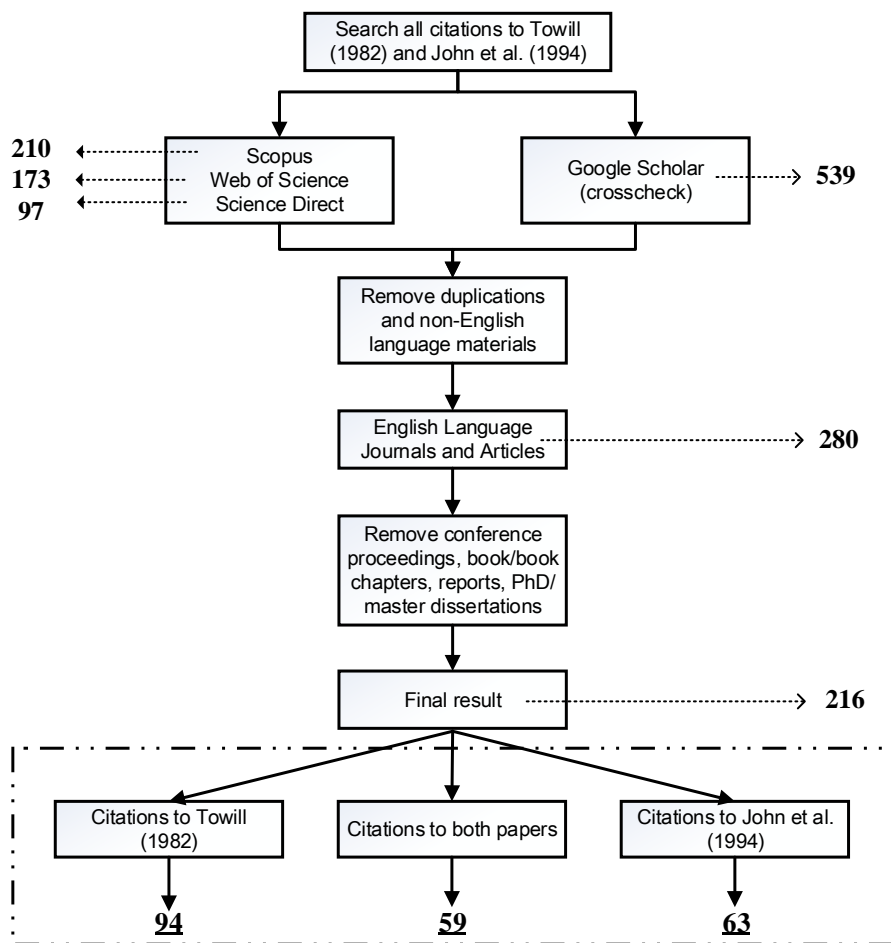 Search all citations to Towill
(1982) and John et al. (1994)
210
173
97
Scopus
Web of Science
Science Direct
Google Scholar
(crosscheck)
539
Remove duplications
and non-English
language materials
English Language
Journals and Articles
280
Remove conference
proceedings, book/book
chapters, reports, PhD/
master dissertations
Final result
216
Citations to Towill
(1982)
Citations to both papers
Citations to John et al.
(1994)
94
59
63